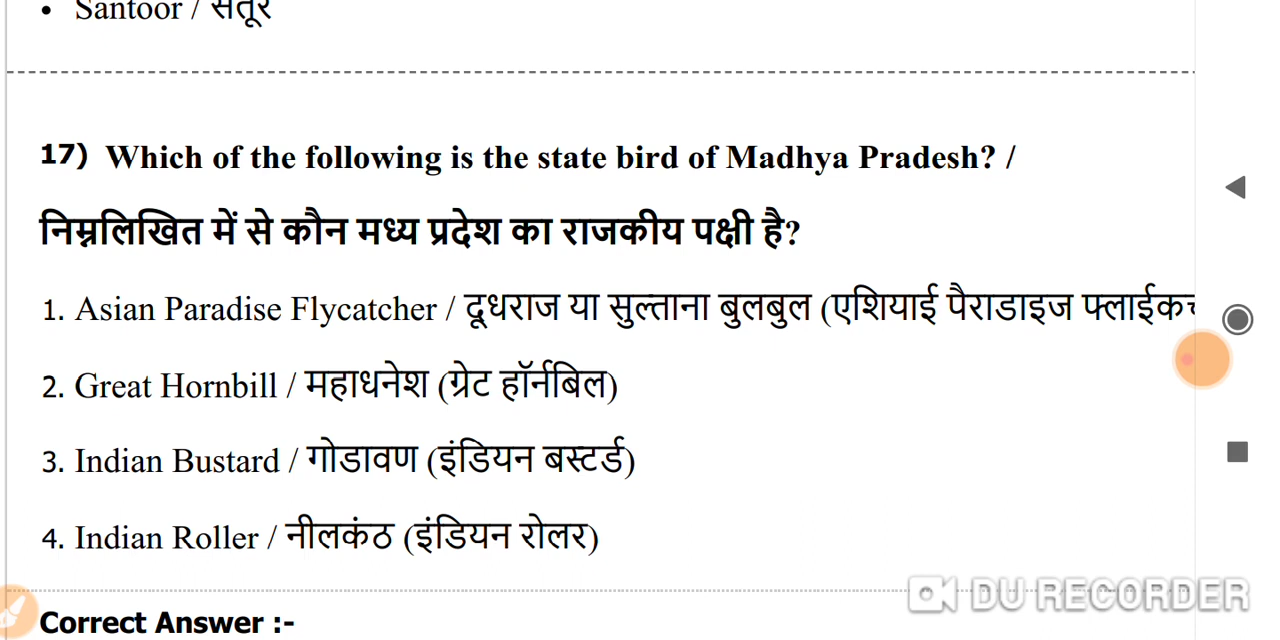 • Santoor / संतूर
17) Which of the following is the state bird of Madhya Pradesh? /
निम्नलिखित में से कौन मध्य प्रदेश का राजकीय पक्षी है?
1. Asian Paradise Flycatcher / दूधराज या सुल्ताना बुलबुल (एशियाई पैराडाइज
2. Great Hornbill / महाधनेश (ग्रेट हॉर्नबिल)
3. Indian Bustard / गोडावण (इंडियन बस्टर्ड)
4. Indian Roller / नीलकंठ (इंडियन रोलर)
DU RECORDER
Correct Answer :-